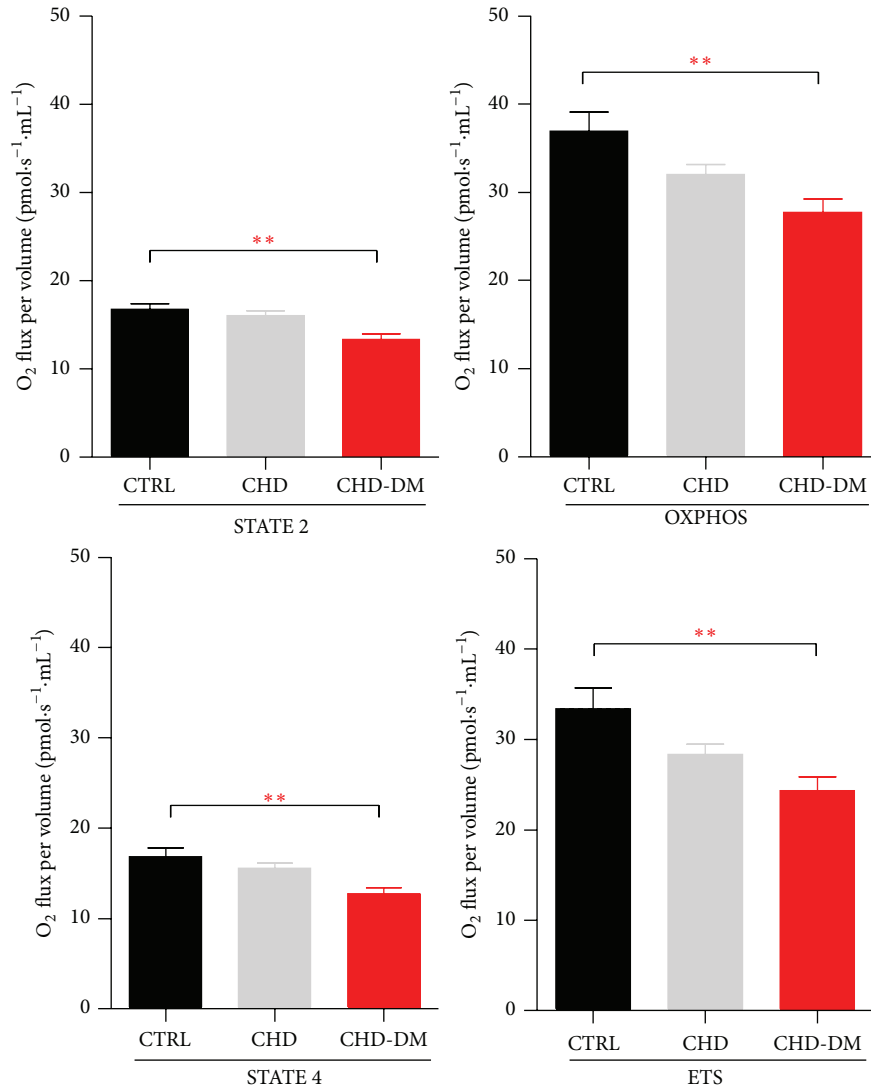 50
40
30
20
10
0
O₂ flux per volume (pmol·s⁻¹·mL⁻¹)
**
CTRL CHD CHD-DM
STATE 2
50
40
30
20
10
0
O₂ flux per volume (pmol·s⁻¹·mL⁻¹)
**
CTRL CHD CHD-DM
OXPHOS
50
40
30
20
10
0
O₂ flux per volume (pmol·s⁻¹·mL⁻¹)
**
CTRL CHD CHD-DM
STATE 4
50
40
30
20
10
0
O₂ flux per volume (pmol·s⁻¹·mL⁻¹)
**
CTRL CHD CHD-DM
ETS